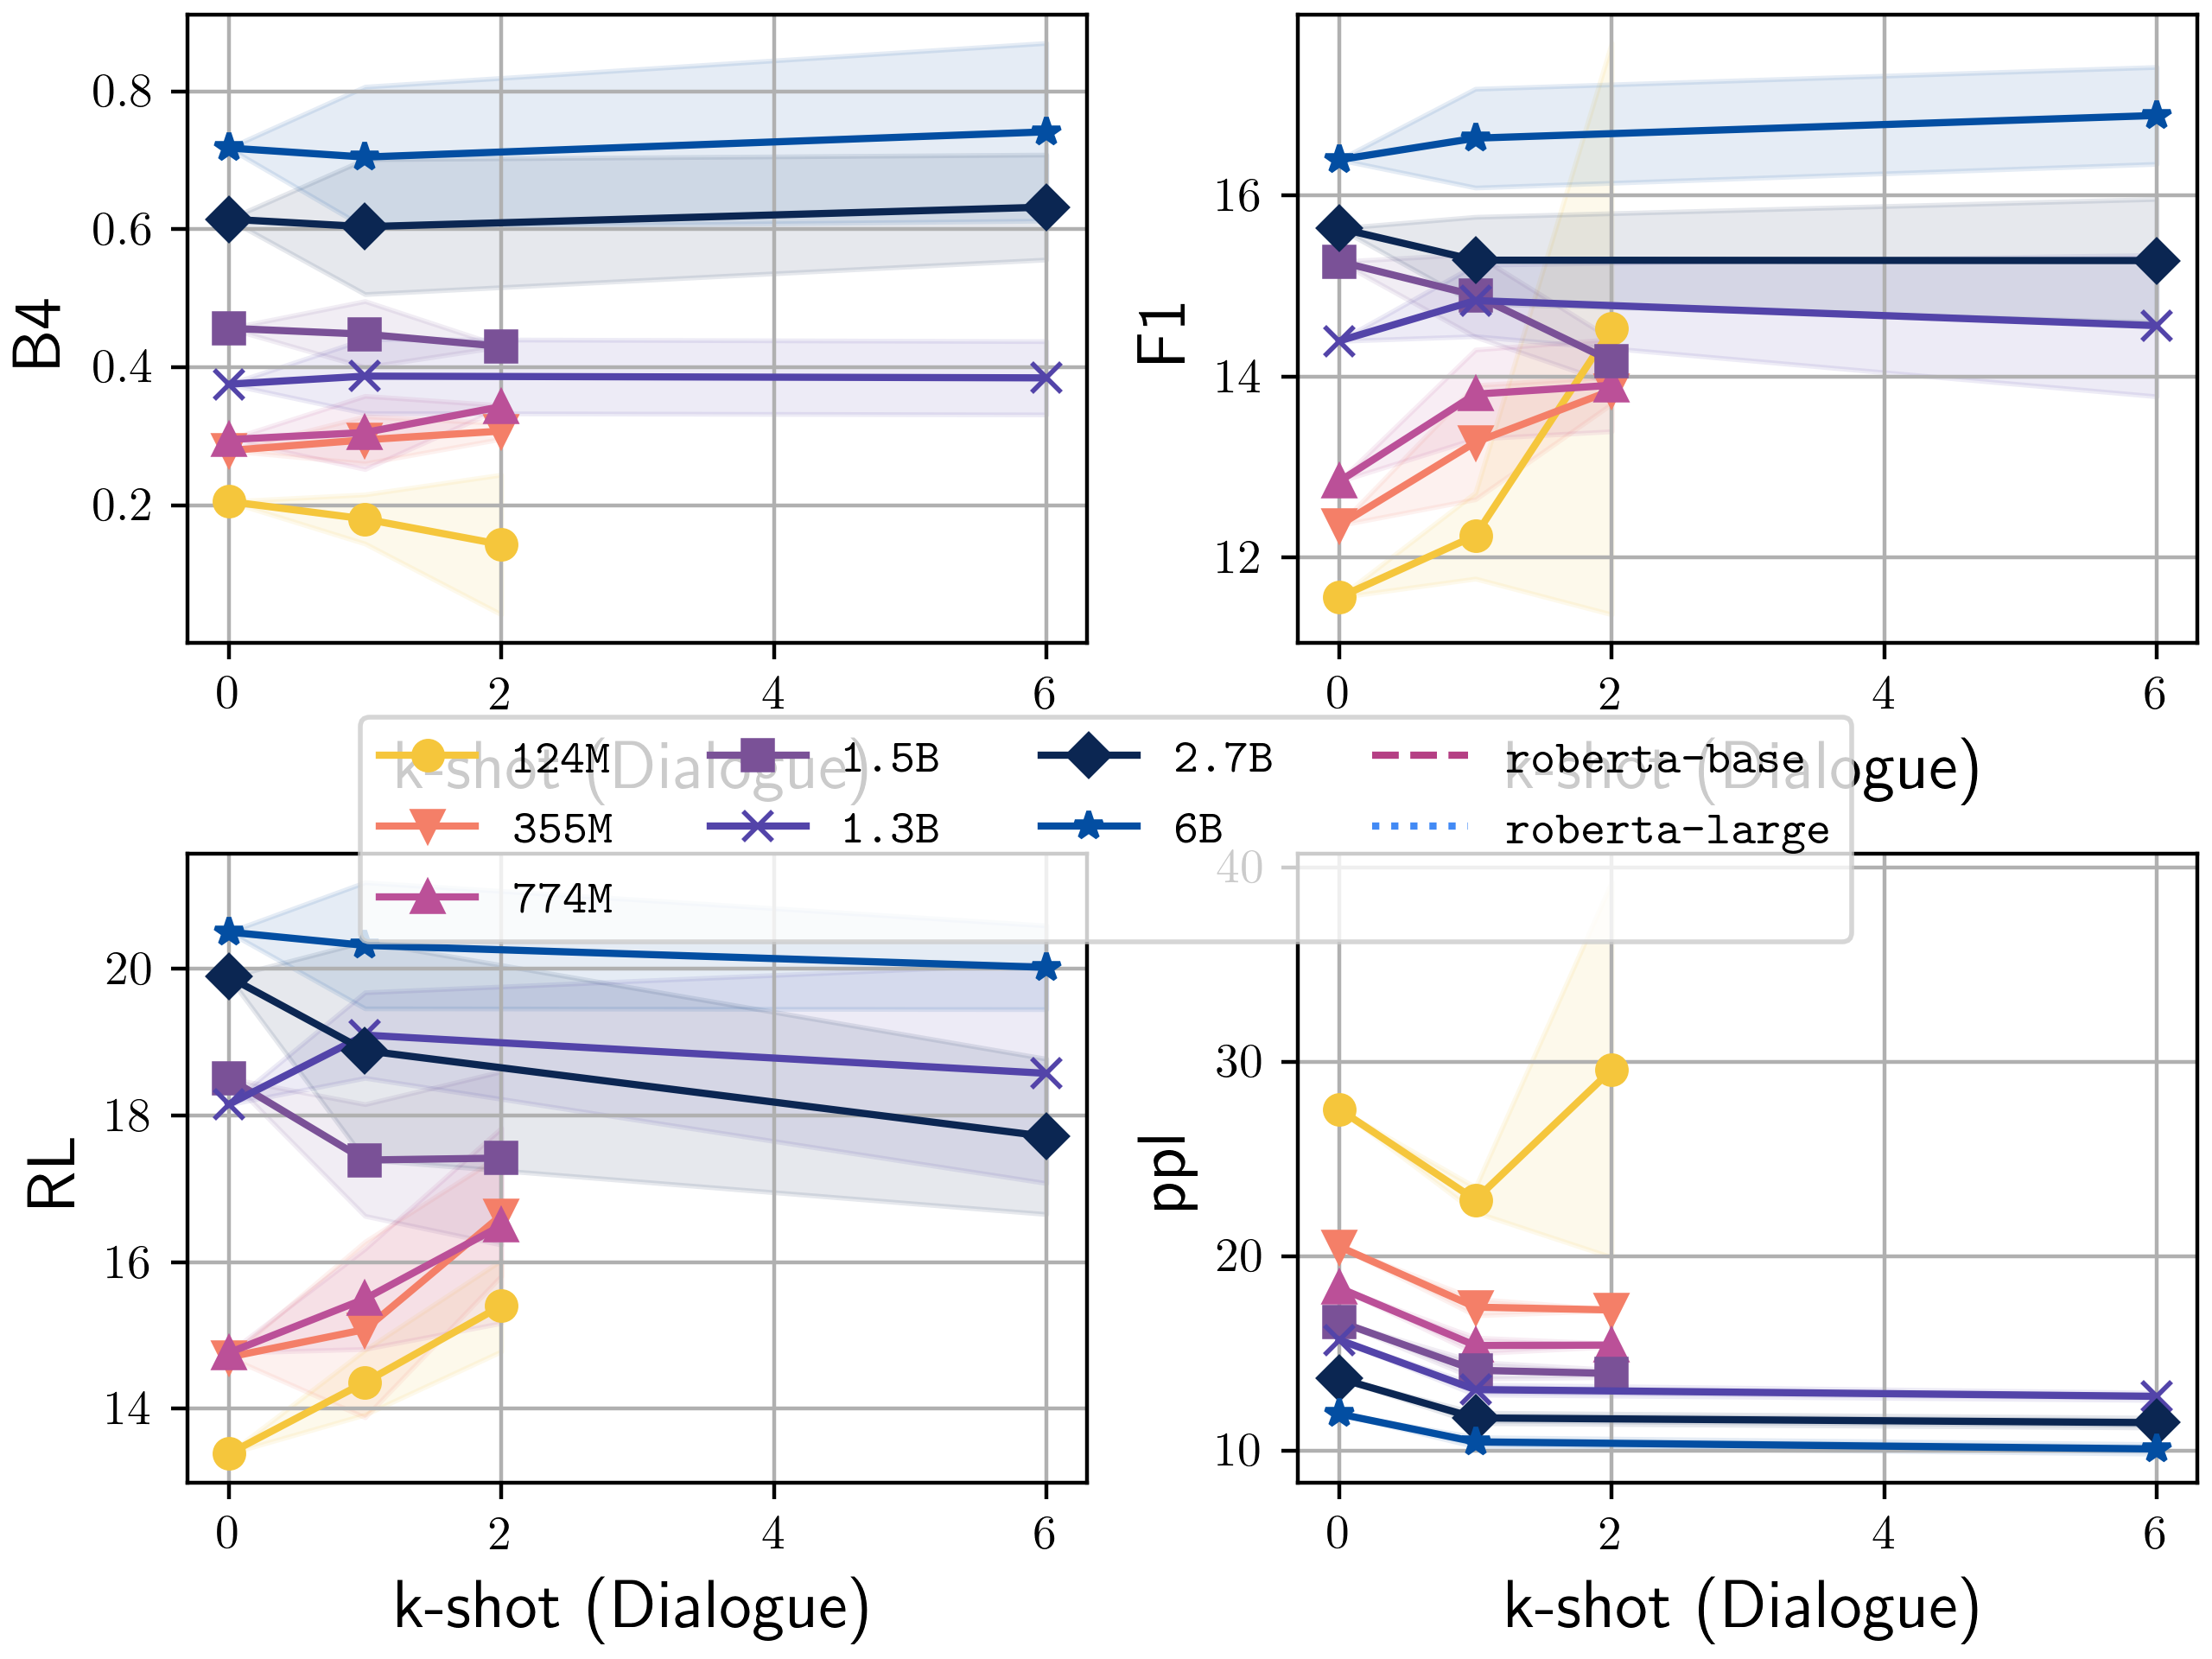 B4
0.8
0.6
0.4
0.2
0 2 4 6
k-shot (Dialogue)
F1
16
14
12
0 2 4 6
k-shot (Dialogue)
124M
355M
774M
1.5B
1.3B
2.7B
6B
roberta-base
roberta-large
RL
20
18
16
14
0 2 4 6
k-shot (Dialogue)
ppl
40
30
20
10
0 2 4 6
k-shot (Dialogue)